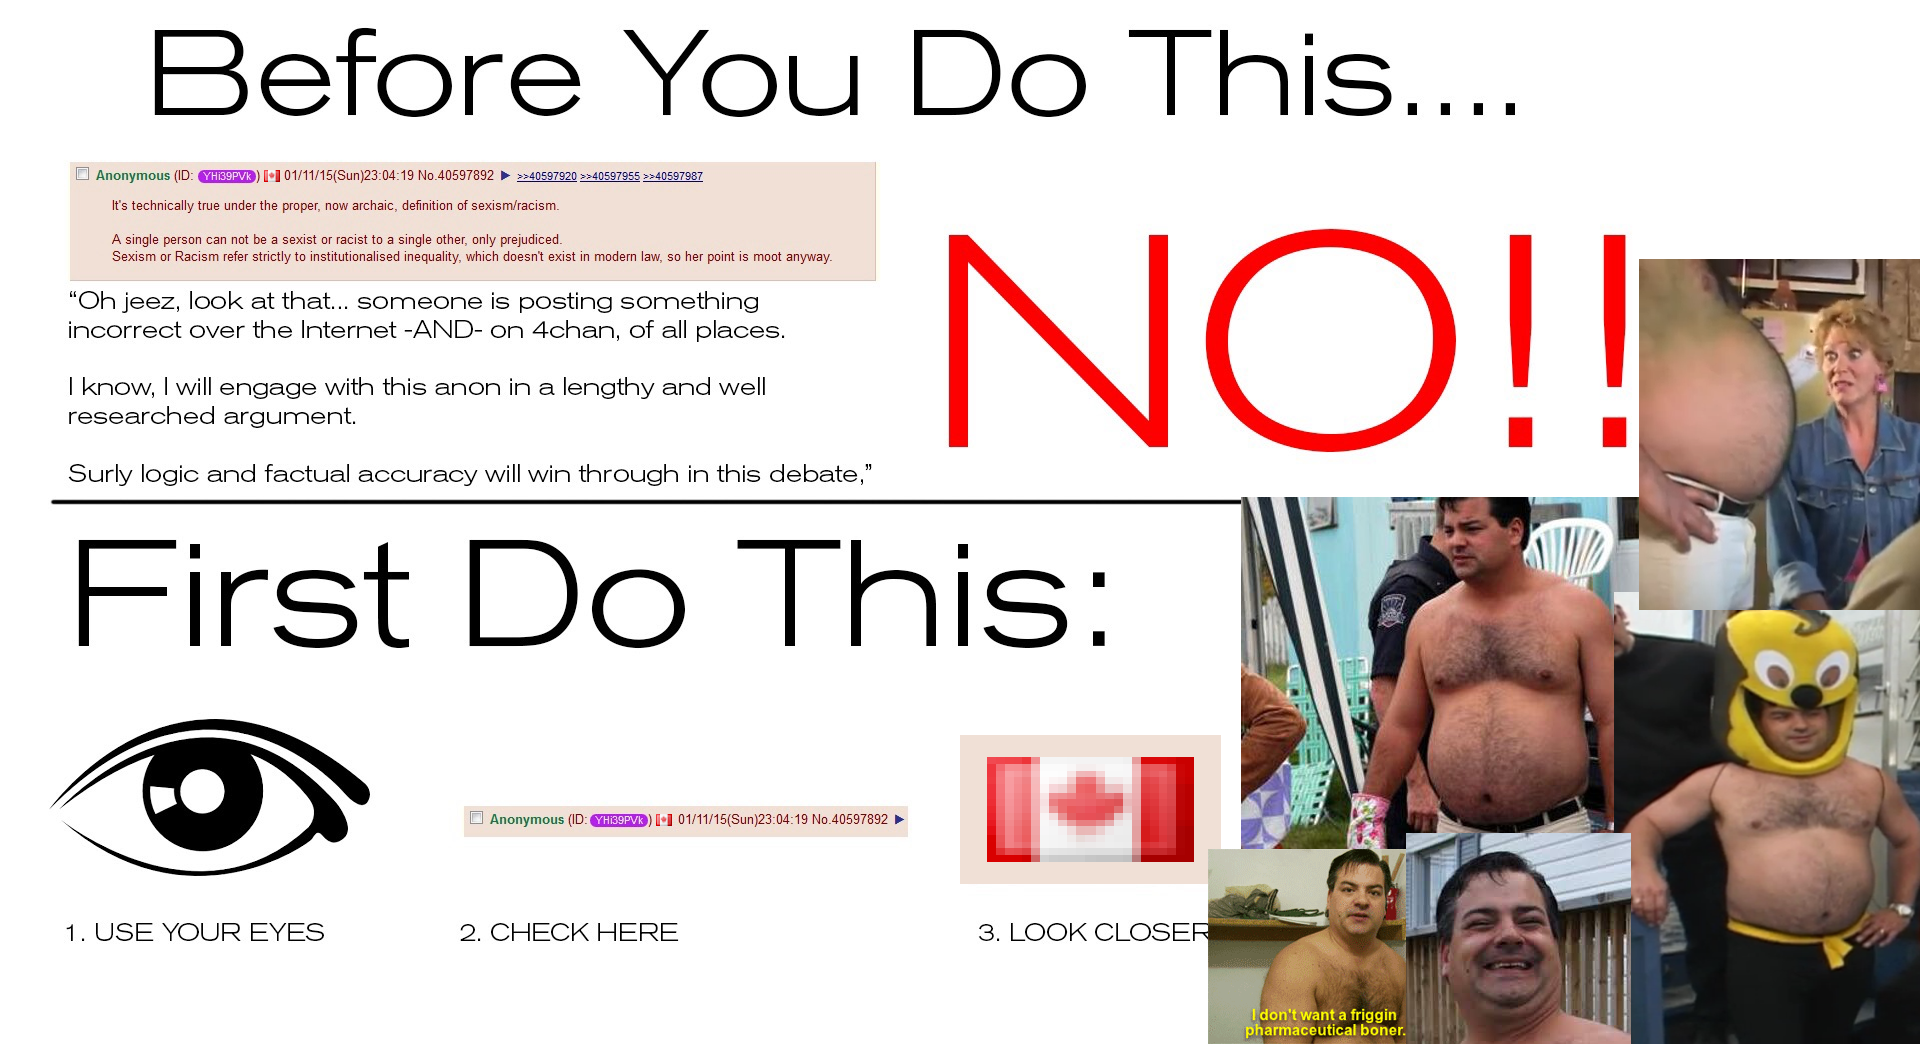 Before You Do This....
Anonymous (ID: YHi39PVk) 01/11/15(Sun)23:04:19 No.40597892 ▶ >>40597920 >>40597955 >>40597987
It's technically true under the proper, now archaic, definition of sexism/racism.
A single person can not be a sexist or racist to a single other, only prejudiced.
Sexism or Racism refer strictly to institutionalised inequality, which doesn't exist in modern law, so her point is moot anyway.
“Oh jeez, look at that... someone is posting something
incorrect over the Internet -AND- on 4chan, of all places.
I know, I will engage with this anon in a lengthy and well
researched argument.
Surly logic and factual accuracy will win through in this debate,”
NO!!
First Do This:
Anonymous (ID: YHi39PVk) 01/11/15(Sun)23:04:19 No.40597892 ▶
1. USE YOUR EYES
2. CHECK HERE
3. LOOK CLOSER
I don't want a friggin
pharmaceutical boner.